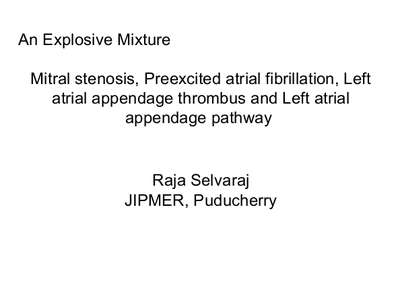 An Explosive Mixture
Mitral stenosis, Preexcited atrial fibrillation, Left
atrial appendage thrombus and Left atrial
appendage pathway
Raja Selvaraj
JIPMER, Puducherry